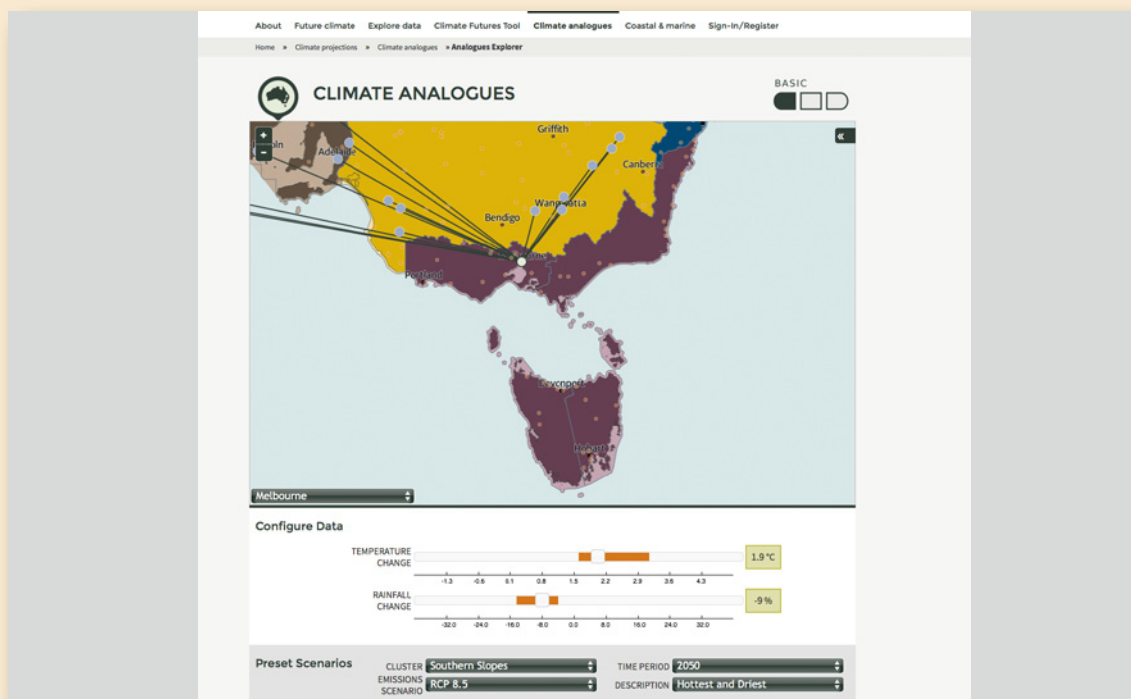 About Future climate Explore data Climate Futures Tool Climate analogues Coastal & marine Sign-In/Register
Home » Climate projections » Climate analogues » Analogues Explorer
CLIMATE ANALOGUES
BASIC
+
−
«
Griffith
Adelaide
Canberra
Bendigo
Portland
Devonport
Hobart
Melbourne
Configure Data
TEMPERATURE CHANGE
1.9 °C
-1.3 -0.6 0.1 0.8 1.5 2.2 2.9 3.6 4.3
RAINFALL CHANGE
-9 %
-32.0 -24.0 -16.0 -8.0 0.0 8.0 16.0 24.0 32.0
Preset Scenarios
CLUSTER Southern Slopes
TIME PERIOD 2050
EMISSIONS SCENARIO RCP 8.5
DESCRIPTION Hottest and Driest